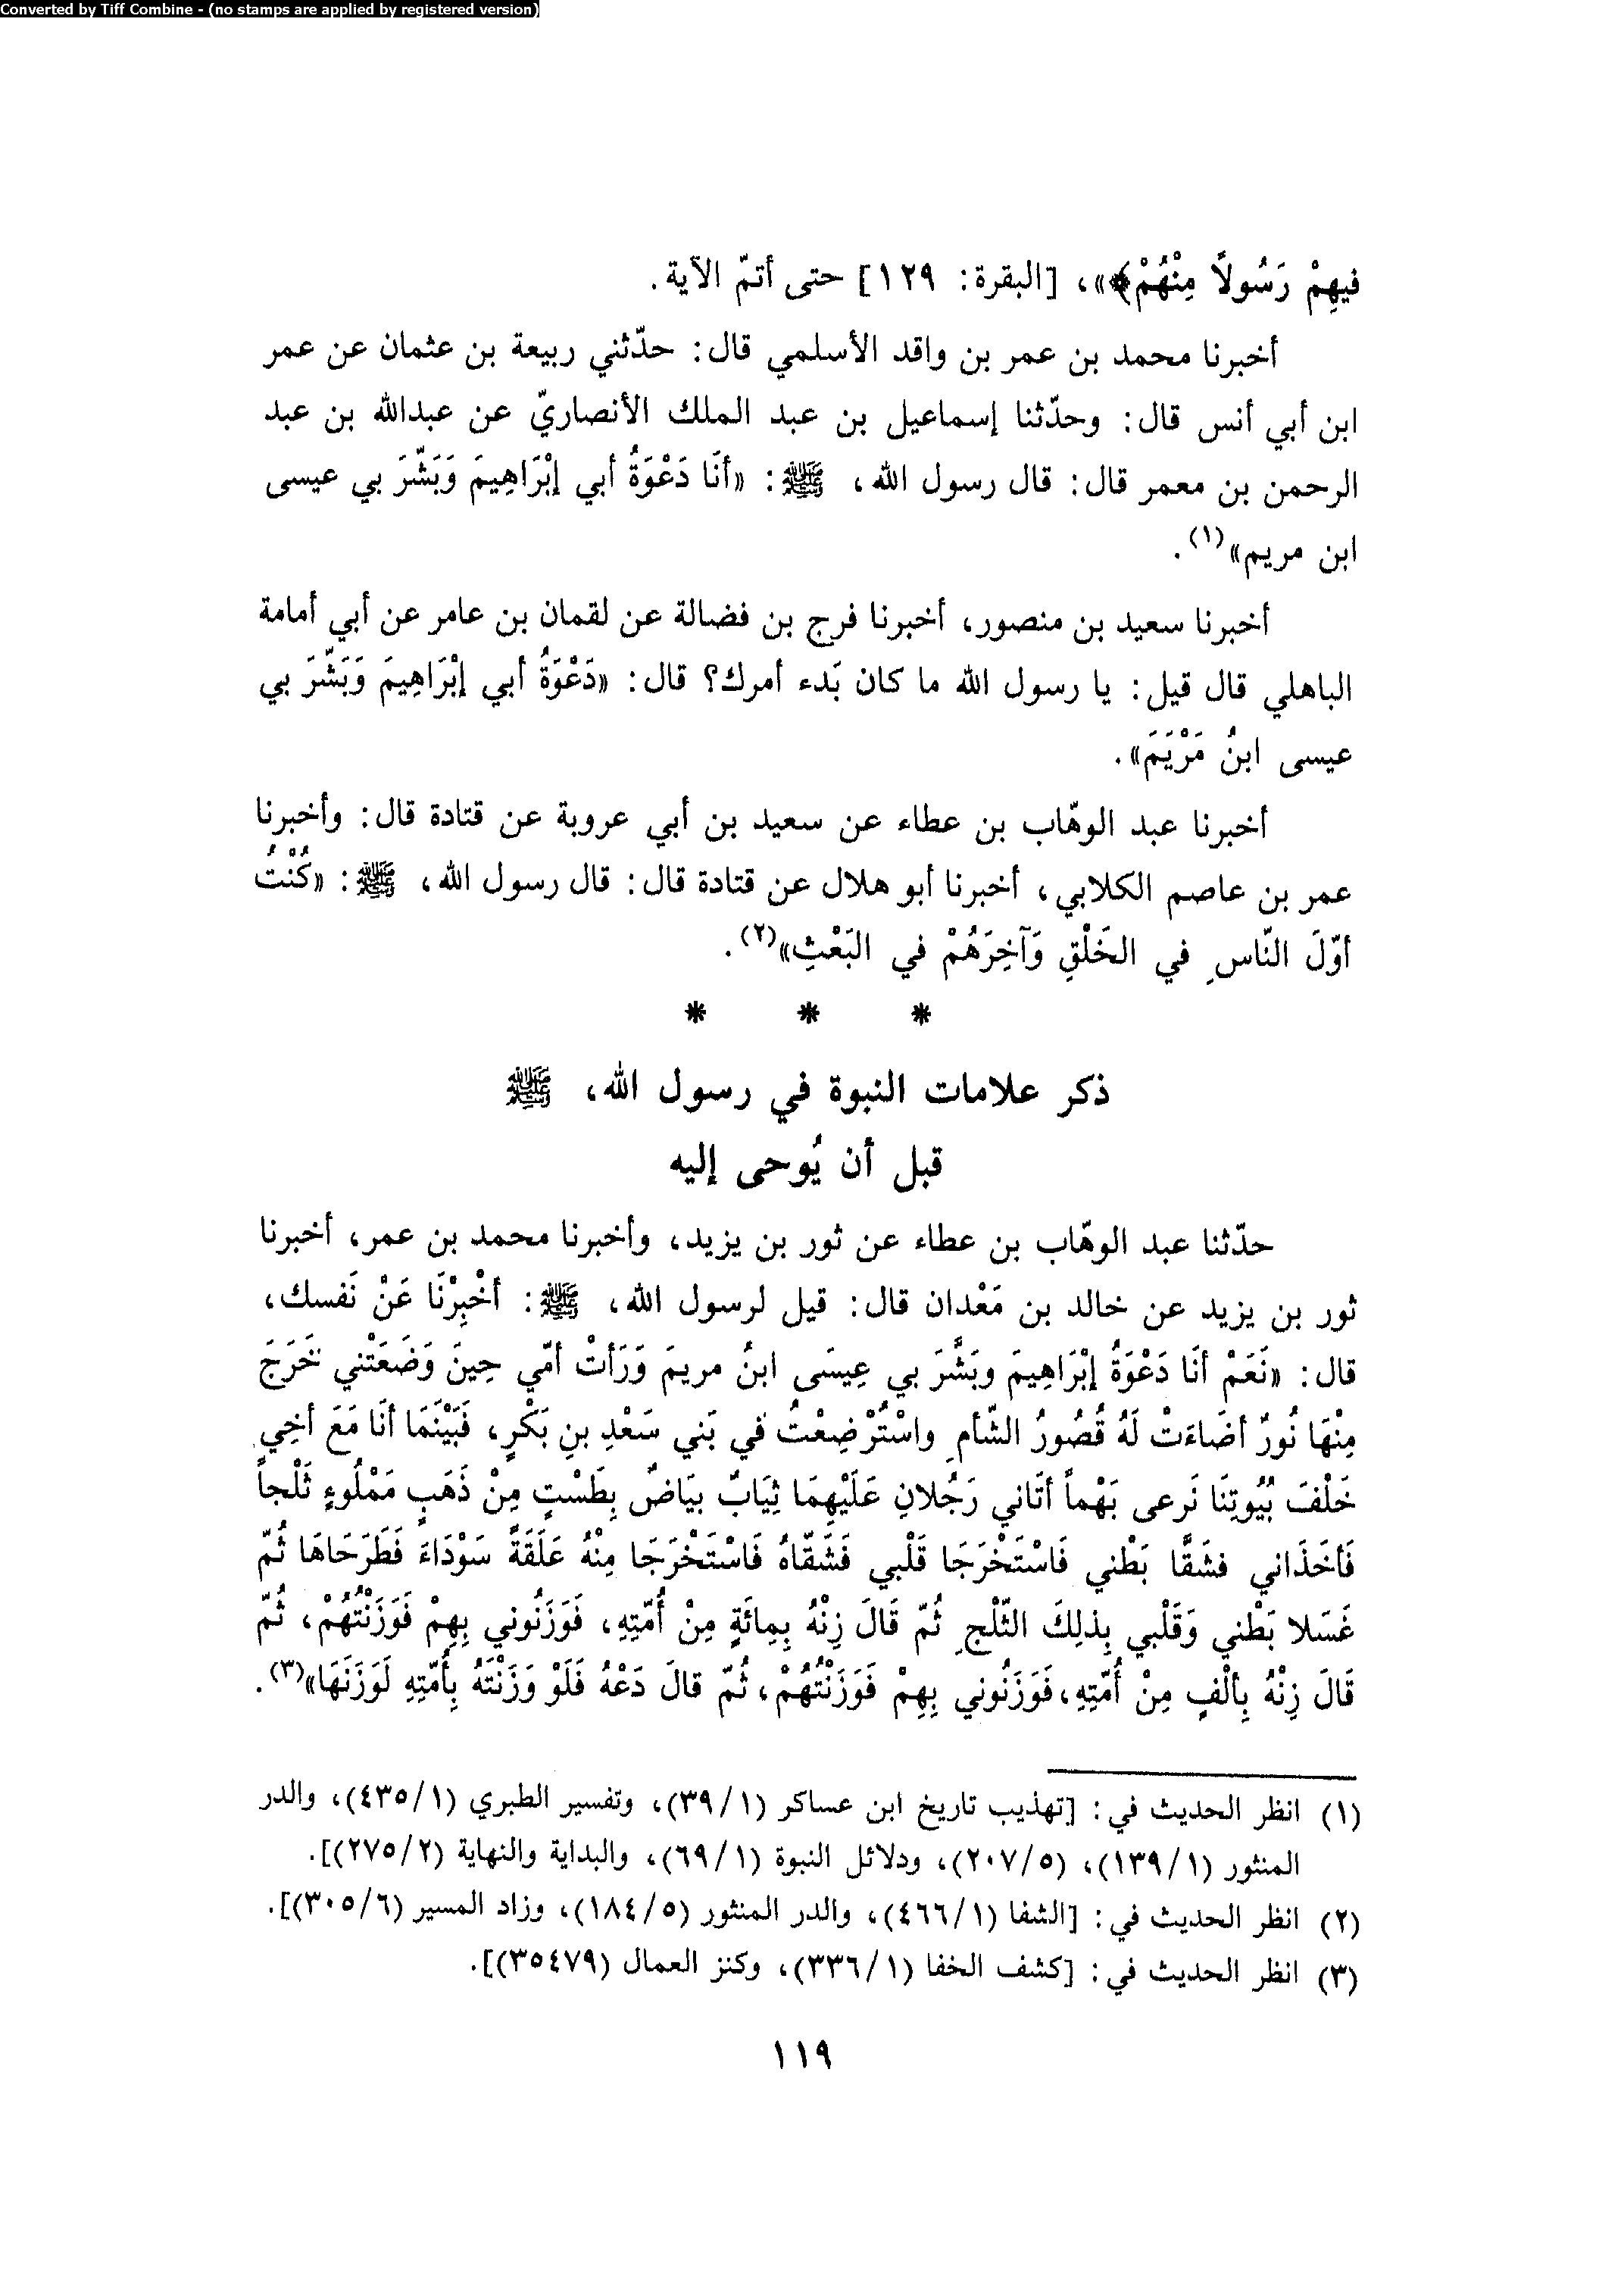 Converted by Tiff Combine - (no stamps are applied by registered version)
فيهِمْ رَسُولاً مِنْهُمْ﴾»، [البقرة: ١٢٩] حتى أتمّ الآية.
أخبرنا محمد بن عمر بن واقد الأسلمي قال: حدّثني ربيعة بن عثمان عن عمر
ابن أبي أنس قال: وحدّثنا إسماعيل بن عبد الملك الأنصاريّ عن عبدالله بن عبد
الرحمن بن معمر قال: قال رسول الله، ﷺ: «أنَا دَعْوَةُ أبي إبْرَاهِيمَ وَبَشّرَ بي عيسى
ابن مريم»(١).
أخبرنا سعيد بن منصور، أخبرنا فرج بن فضالة عن لقمان بن عامر عن أبي أمامة
الباهلي قال قيل: يا رسول الله ما كان بَدء أمرك؟ قال: «دَعْوَةُ أبي إبْرَاهِيمَ وَبَشّرَ بي
عيسى ابنُ مَرْيَمَ».
أخبرنا عبد الوهّاب بن عطاء عن سعيد بن أبي عروبة عن قتادة قال: وأخبرنا
عمر بن عاصم الكلابي، أخبرنا أبو هلال عن قتادة قال: قال رسول الله، ﷺ: «كُنْتُ
أوّلَ النّاسِ في الخَلْقِ وَآخِرَهُمْ في البَعْثِ»(٢).
* * *
ذكر علامات النبوة في رسول الله، ﷺ
قبل أن يُوحى إليه
حدّثنا عبد الوهّاب بن عطاء عن ثور بن يزيد، وأخبرنا محمد بن عمر، أخبرنا
ثور بن يزيد عن خالد بن مَعْدان قال: قيل لرسول الله، ﷺ: أخْبِرْنَا عَنْ نَفسك،
قال: «نَعَمْ أنَا دَعْوَةُ إبْرَاهِيمَ وبَشَّرَ بي عِيسَى ابنُ مريمَ وَرَأتْ أمّي حِينَ وَضَعَتْني خَرَجَ
مِنْهَا نُورٌ أضَاءَتْ لَهُ قُصُورُ الشّأمِ واسْتُرْضِعْتُ في بَني سَعْدِ بنِ بَكْرٍ، فَبَيْنَمَا أنَا مَعَ أخِي
خَلْفَ بُيُوتِنَا نَرعى بَهْماً أتَاني رَجُلانِ عَلَيْهِمَا ثِيَابٌ بيَاضٌ بِطَسْتٍ مِنْ ذَهَبٍ مَمْلُوءٍ ثَلْجاً
فَأخَذَاني فشَقَّا بَطْني فَاسْتَخْرَجَا قَلْبي فَشَقّاهُ فَاسْتَخْرَجَا مِنْهُ عَلَقَةً سَوْدَاءَ فَطَرَحَاهَا ثُمّ
غَسَلا بَطْني وَقَلْبي بِذلِكَ الثّلْجِ ثُمّ قَالَ زِنْهُ بِمِائَةٍ مِنْ أُمّتِهِ، فَوَزَنُوني بِهِمْ فَوَزَنْتُهُمْ، ثُمّ
قَالَ زِنْهُ بِألْفٍ مِنْ أُمّتِهِ، فَوَزَنُوني بِهِمْ فَوَزَنْتُهُمْ، ثُمّ قالَ دَعْهُ فَلَوْ وَزَنْتَهُ بِأُمّتِهِ لَوَزَنَهَا»(٣).
(١) انظر الحديث في: [تهذيب تاريخ ابن عساكر (٣٩/١)، وتفسير الطبري (٤٣٥/١)، والدر
المنثور (١٣٩/١)، (٢٠٧/٥)، ودلائل النبوة (٦٩/١)، والبداية والنهاية (٢٧٥/٢)].
(٢) انظر الحديث في: [الشفا (٤٦٦/١)، والدر المنثور (١٨٤/٥)، وزاد المسير (٣٠٥/٦)].
(٣) انظر الحديث في: [كشف الخفا (٣٣٦/١)، وكنز العمال (٣٥٤٧٩)].
١١٩